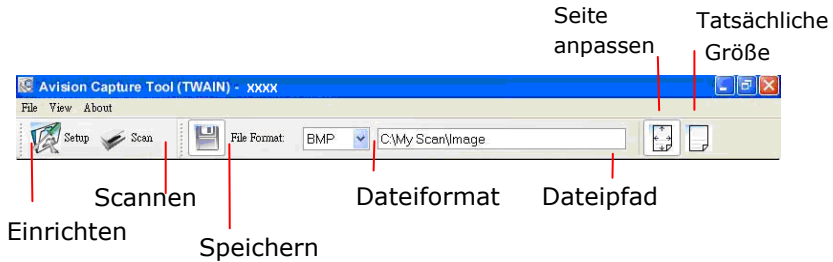 Seite
anpassen
Tatsächliche
Größe
Avision Capture Tool (TWAIN) - xxxx
File View About
Setup Scan File Format: BMP C:\My Scan\Image
Scannen
Dateiformat
Dateipfad
Einrichten
Speichern